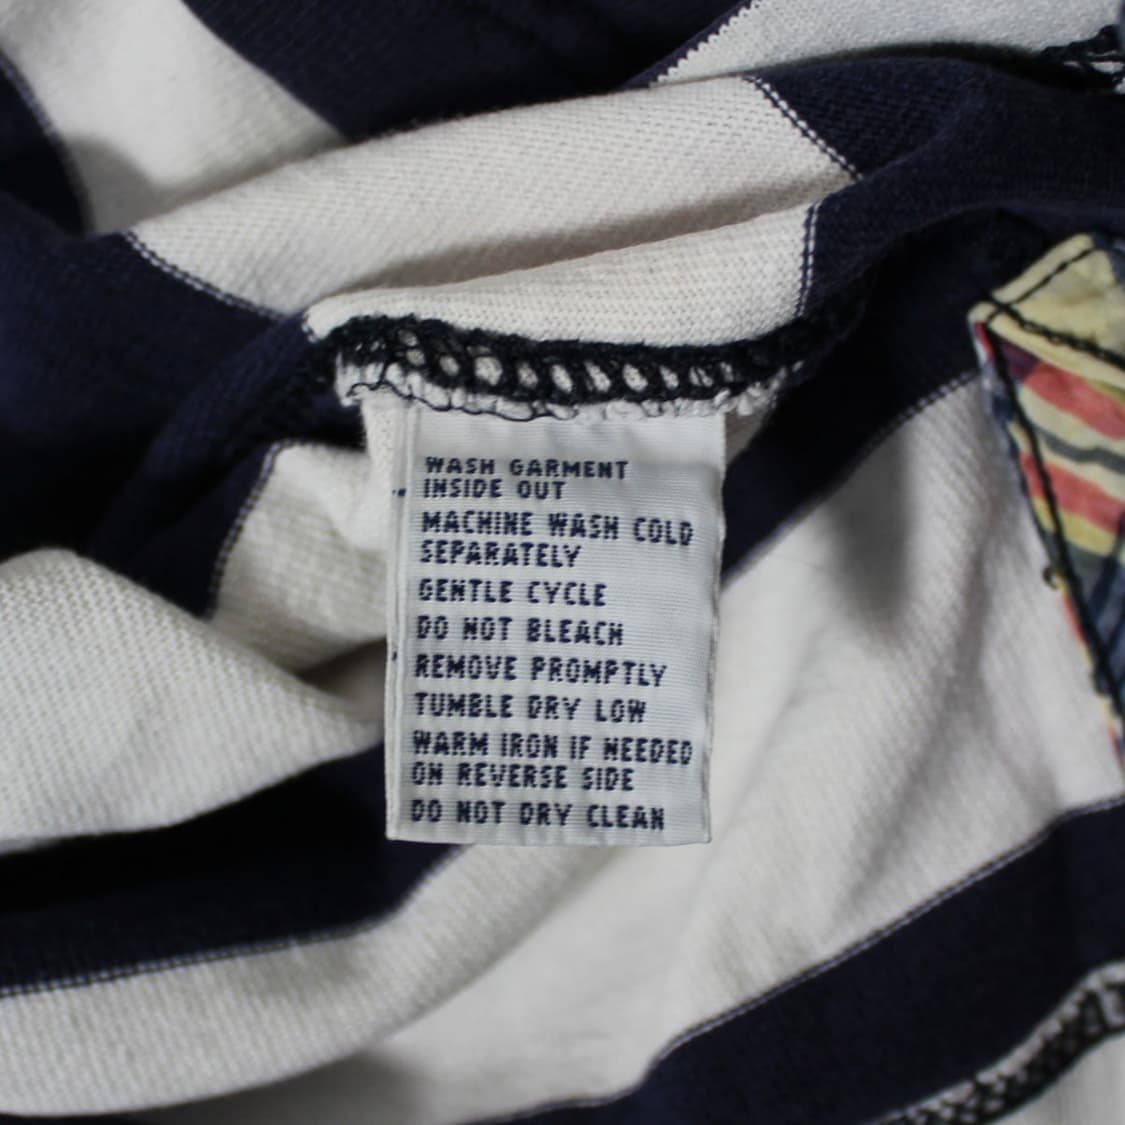 WASH GARMENT
INSIDE OUT
MACHINE WASH COLD
SEPARATELY
GENTLE CYCLE
DO NOT BLEACH
REMOVE PROMPTLY
TUMBLE DRY LOW
WARM IRON IF NEEDED
ON REVERSE SIDE
DO NOT DRY CLEAN